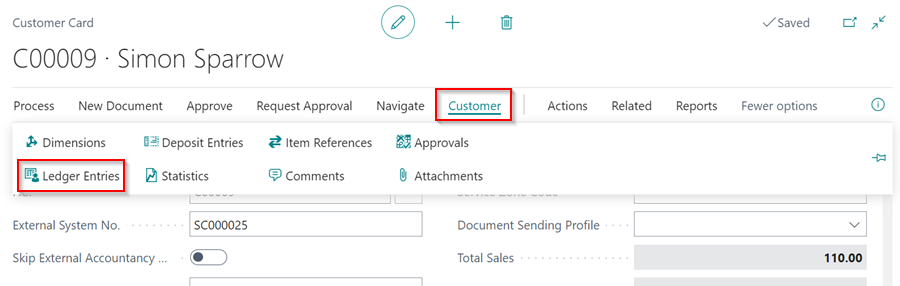 Customer Card
Saved
C00009 · Simon Sparrow
Process New Document Approve Request Approval Navigate Customer Actions Related Reports Fewer options
Dimensions Deposit Entries Item References Approvals
Ledger Entries Statistics Comments Attachments
No. C00009 Service Zone Code
External System No. SC000025 Document Sending Profile
Skip External Accountancy ... Total Sales 110.00